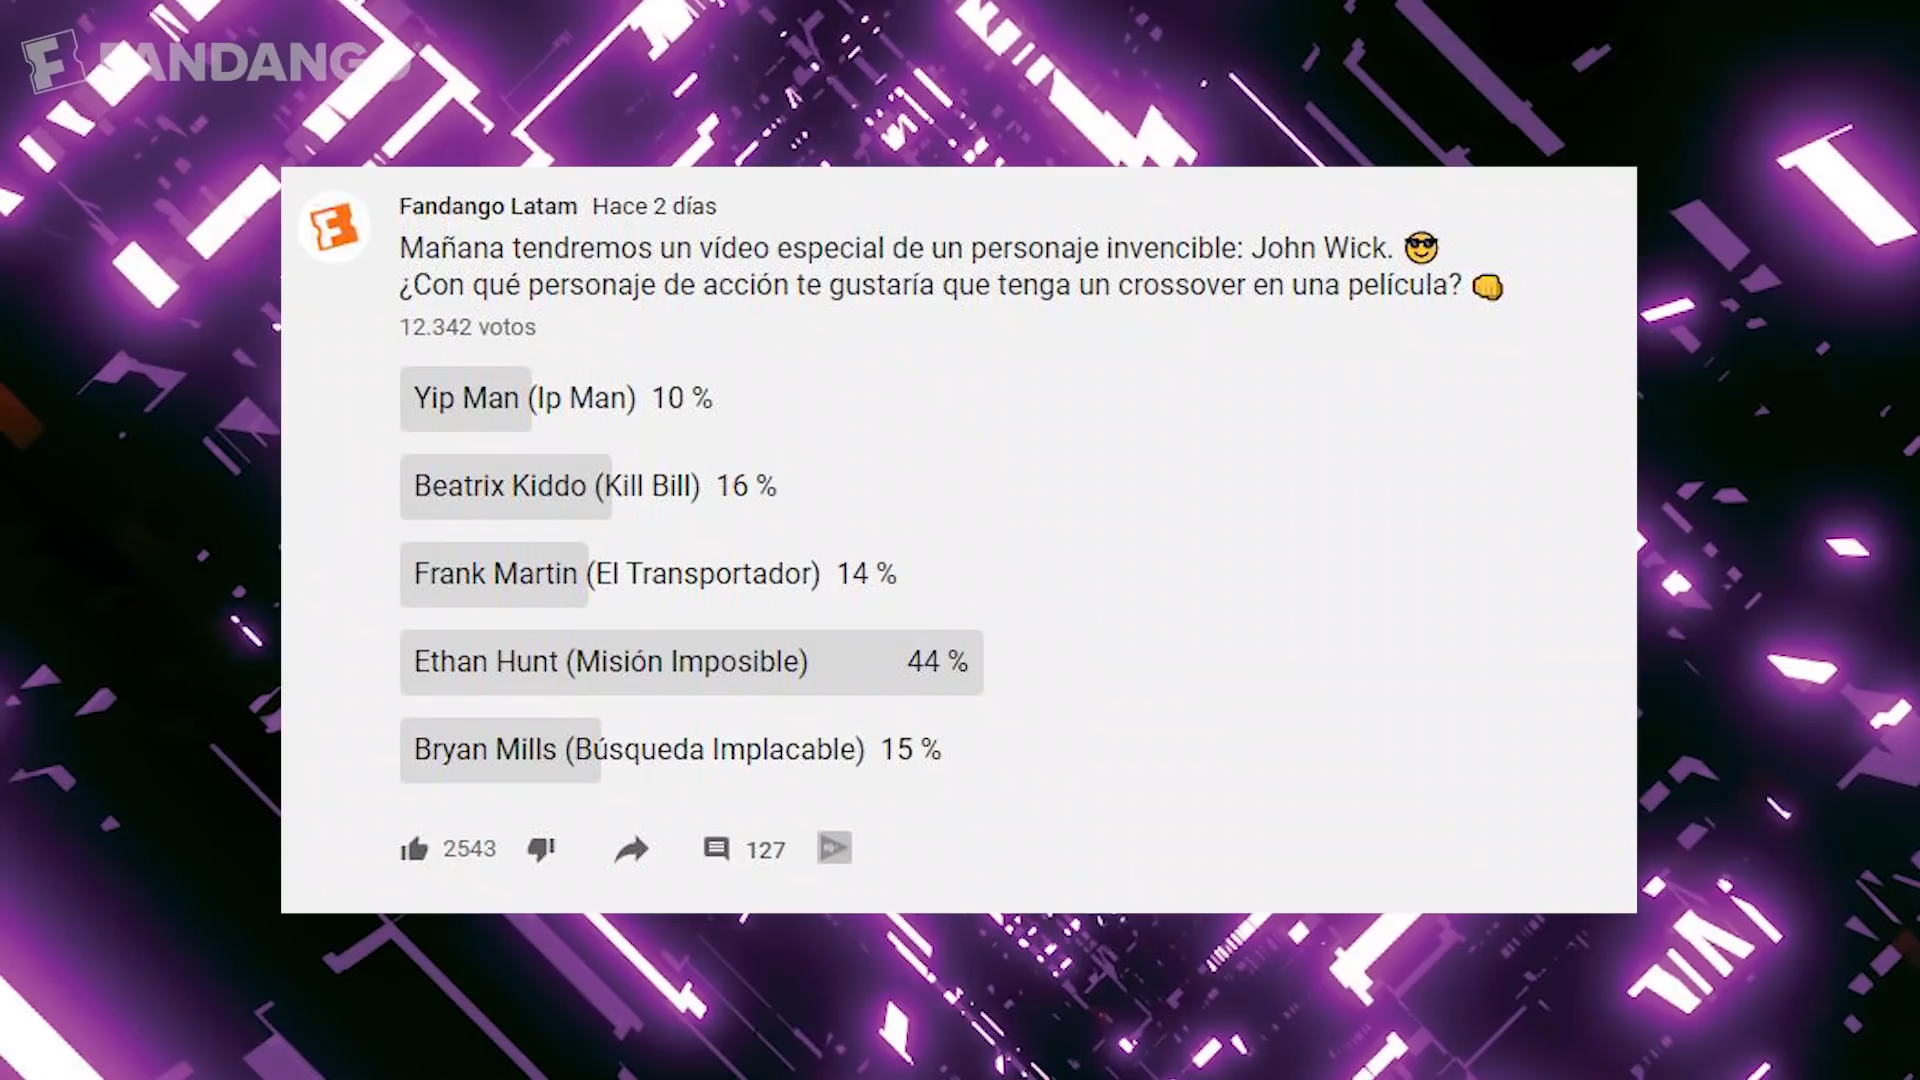 FANDANGO
Fandango Latam Hace 2 días
Mañana tendremos un vídeo especial de un personaje invencible: John Wick. 😎
¿Con qué personaje de acción te gustaría que tenga un crossover en una película? 👊
12.342 votos
Yip Man (Ip Man) 10 %
Beatrix Kiddo (Kill Bill) 16 %
Frank Martin (El Transportador) 14 %
Ethan Hunt (Misión Imposible) 44 %
Bryan Mills (Búsqueda Implacable) 15 %
2543 127